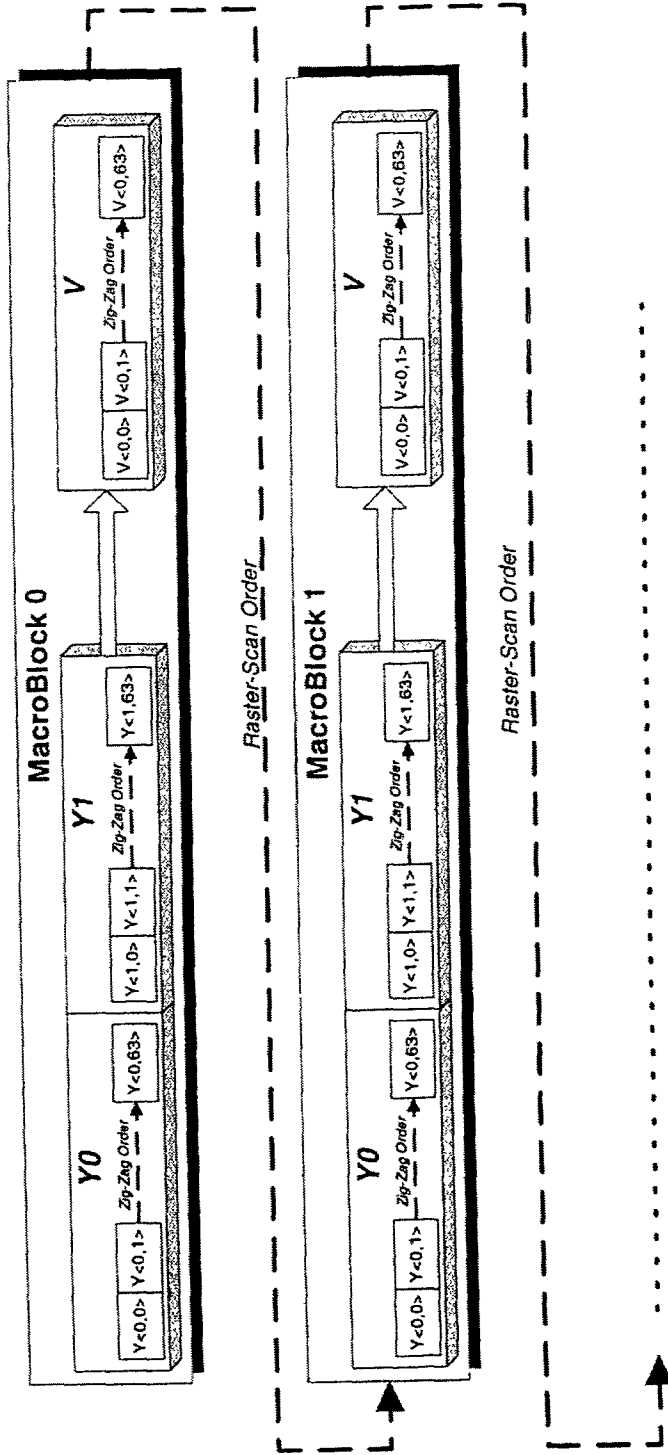 MacroBlock 0
Y0
Y<0,0> Y<0,1> Zig-Zag Order Y<0,63>
Y1
Y<1,0> Y<1,1> Zig-Zag Order Y<1,63>
V
V<0,0> V<0,1> Zig-Zag Order V<0,63>
Raster-Scan Order
MacroBlock 1
Y0
Y<0,0> Y<0,1> Zig-Zag Order Y<0,63>
Y1
Y<1,0> Y<1,1> Zig-Zag Order Y<1,63>
V
V<0,0> V<0,1> Zig-Zag Order V<0,63>
Raster-Scan Order